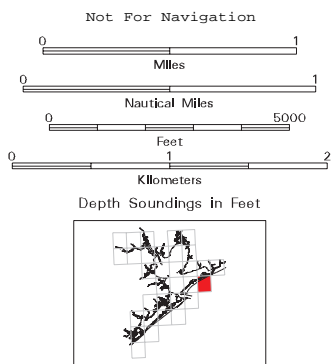 Not For Navigation
0 1
Miles
0 1
Nautical Miles
0 5000
Feet
0 1 2
Kilometers
Depth Soundings in Feet